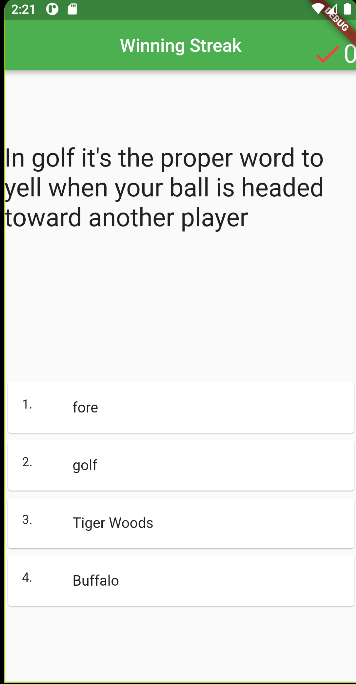 2:21
DEBUG
Winning Streak
0
In golf it's the proper word to
yell when your ball is headed
toward another player
1. fore
2. golf
3. Tiger Woods
4. Buffalo